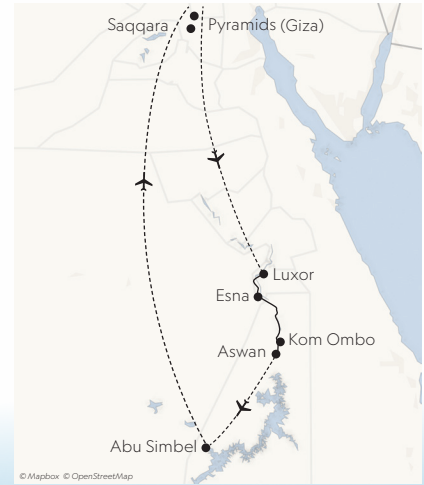 Saqqara
Pyramids (Giza)
Luxor
Esna
Kom Ombo
Aswan
Abu Simbel
© Mapbox © OpenStreetMap